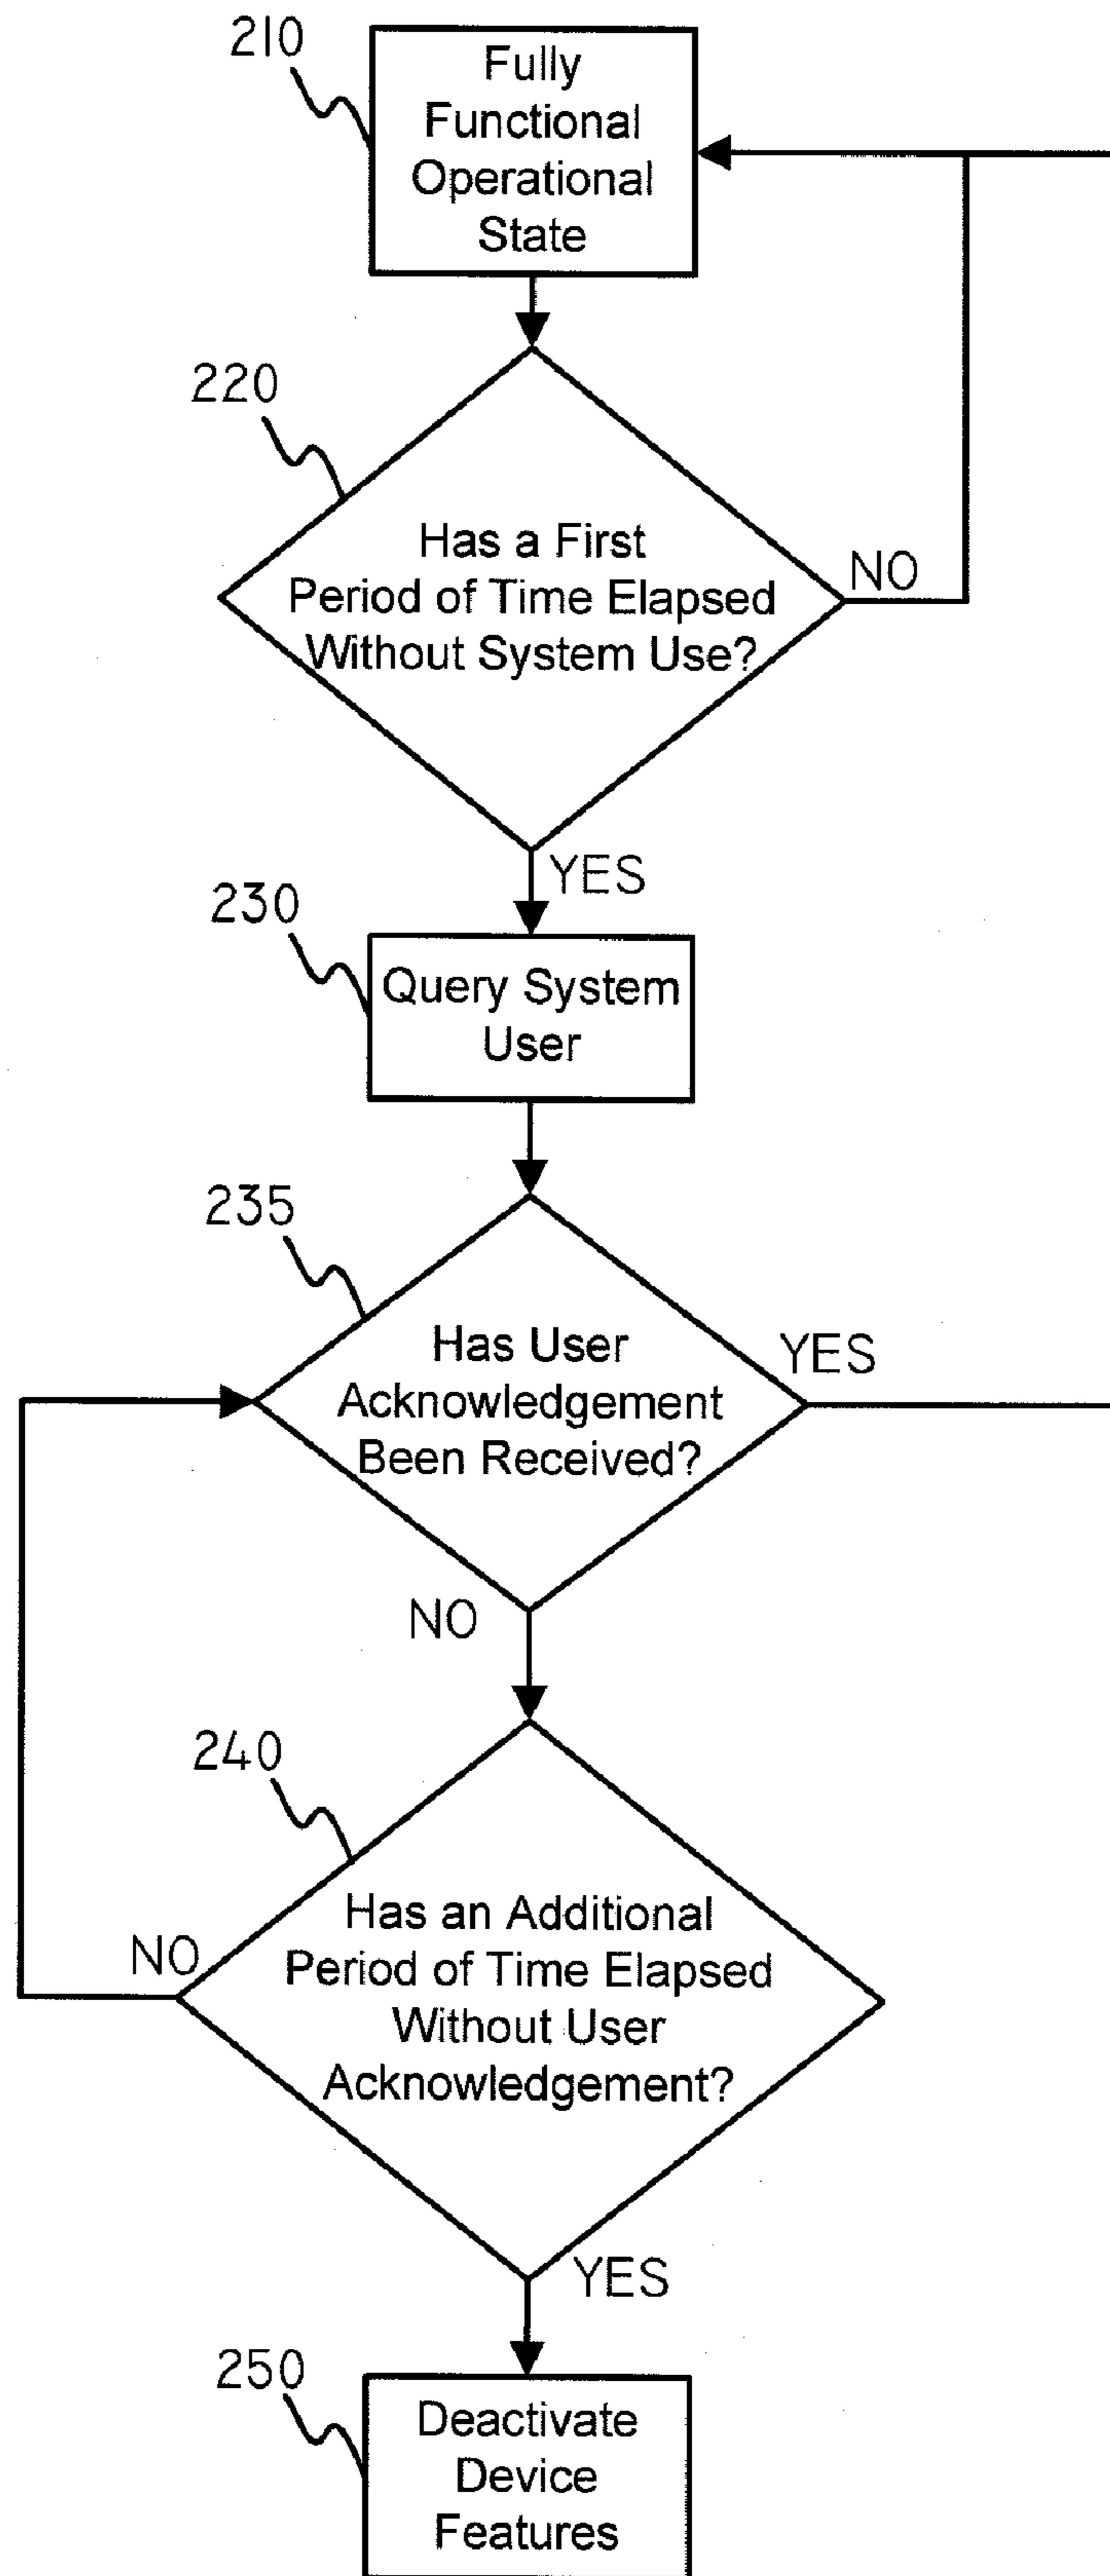 210
Fully
Functional
Operational
State
220
Has a First
Period of Time Elapsed
Without System Use?
NO
YES
230
Query System
User
235
Has User
Acknowledgement
Been Received?
YES
NO
240
Has an Additional
Period of Time Elapsed
Without User
Acknowledgement?
NO
YES
250
Deactivate
Device
Features